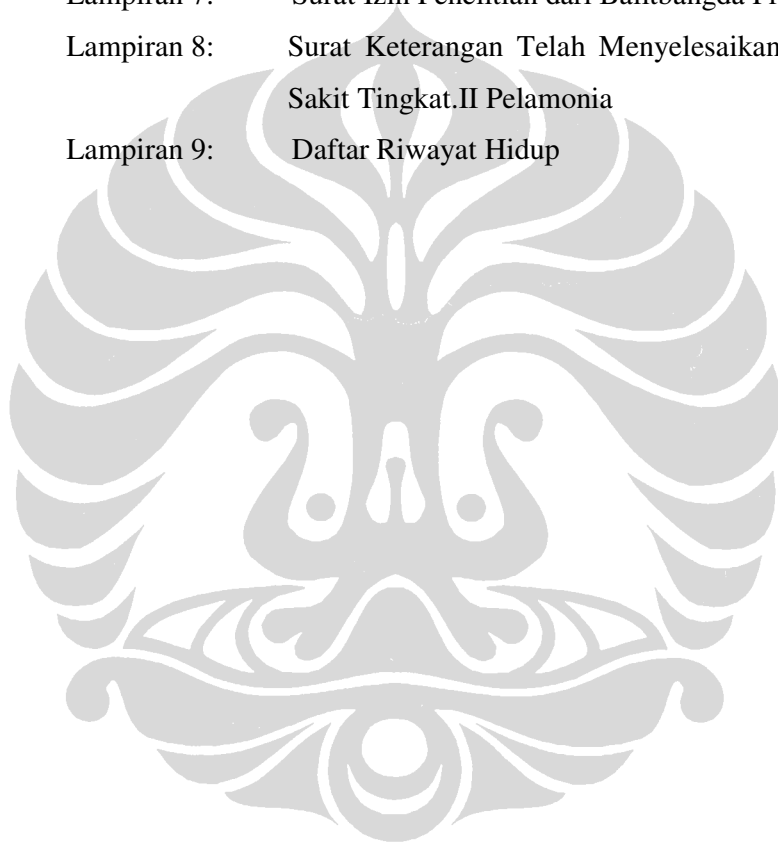 Lampiran 7: Surat Izin Penelitian dari Balitbangda
Lampiran 8: Surat Keterangan Telah Menyelesaikan
Sakit Tingkat.II Pelamonia
Lampiran 9: Daftar Riwayat Hidup